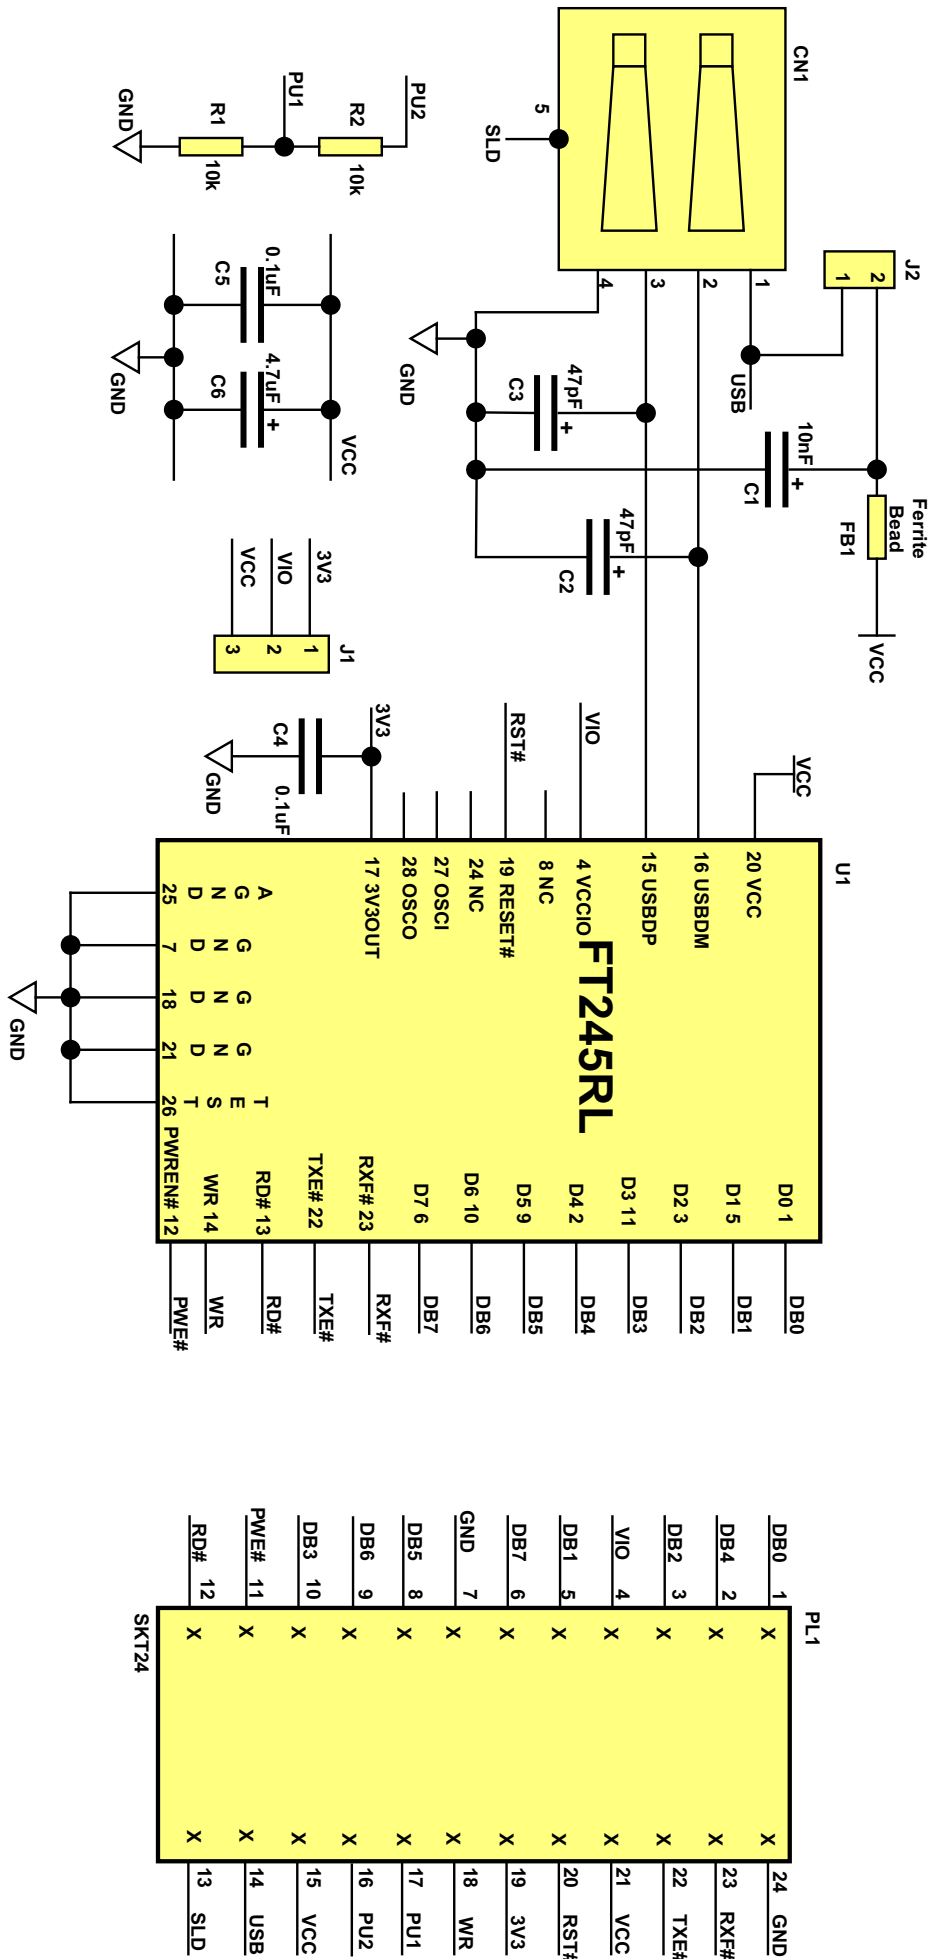 CN1
5
SLD
1
2
3
4
J2
2
1
USB
10nF
+
C1
Ferrite
Bead
FB1
VCC
47pF
+
C3
47pF
+
C2
GND
PU2
PU1
R2
10k
R1
10k
GND
0.1uF
C5
4.7uF
+
C6
VCC
GND
3V3
VIO
VCC
1
2
3
J1
3V3
C4
0.1uF
GND
RST#
VIO
VCC
U1
20 VCC
16 USBDM
15 USBDP
4 VCCIO
8 NC
19 RESET#
24 NC
27 OSCI
28 OSCO
17 3V3OUT
FT245RL
A G N D 25
G N D 7
G N D 18
G N D 21
T E S T 26
GND
D0 1
D1 5
D2 3
D3 11
D4 2
D5 9
D6 10
D7 6
RXF# 23
TXE# 22
RD# 13
WR 14
PWREN# 12
DB0
DB1
DB2
DB3
DB4
DB5
DB6
DB7
RXF#
TXE#
RD#
WR
PWE#
PL1
DB0 1 X X 24 GND
DB4 2 X X 23 RXF#
DB2 3 X X 22 TXE#
VIO 4 X X 21 VCC
DB1 5 X X 20 RST#
DB7 6 X X 19 3V3
GND 7 X X 18 WR
DB5 8 X X 17 PU1
DB6 9 X X 16 PU2
DB3 10 X X 15 VCC
PWE# 11 X X 14 USB
RD# 12 X X 13 SLD
SKT24